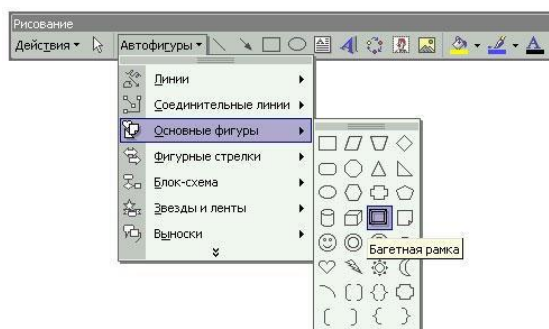 Рисование
Действия Автофигуры
Линии
Соединительные линии
Основные фигуры
Фигурные стрелки
Блок-схема
Звезды и ленты
Выноски
Багетная рамка